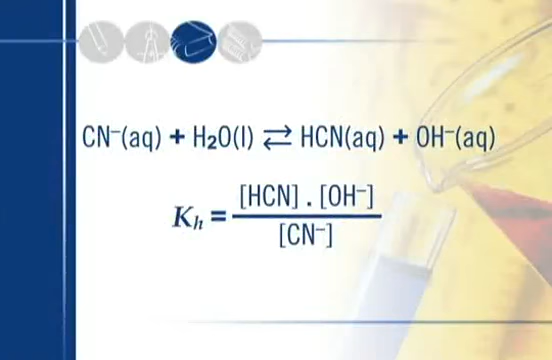 CN⁻(aq) + H₂O(l) ⇄ HCN(aq) + OH⁻(aq)
Kₕ = [HCN] . [OH⁻] / [CN⁻]